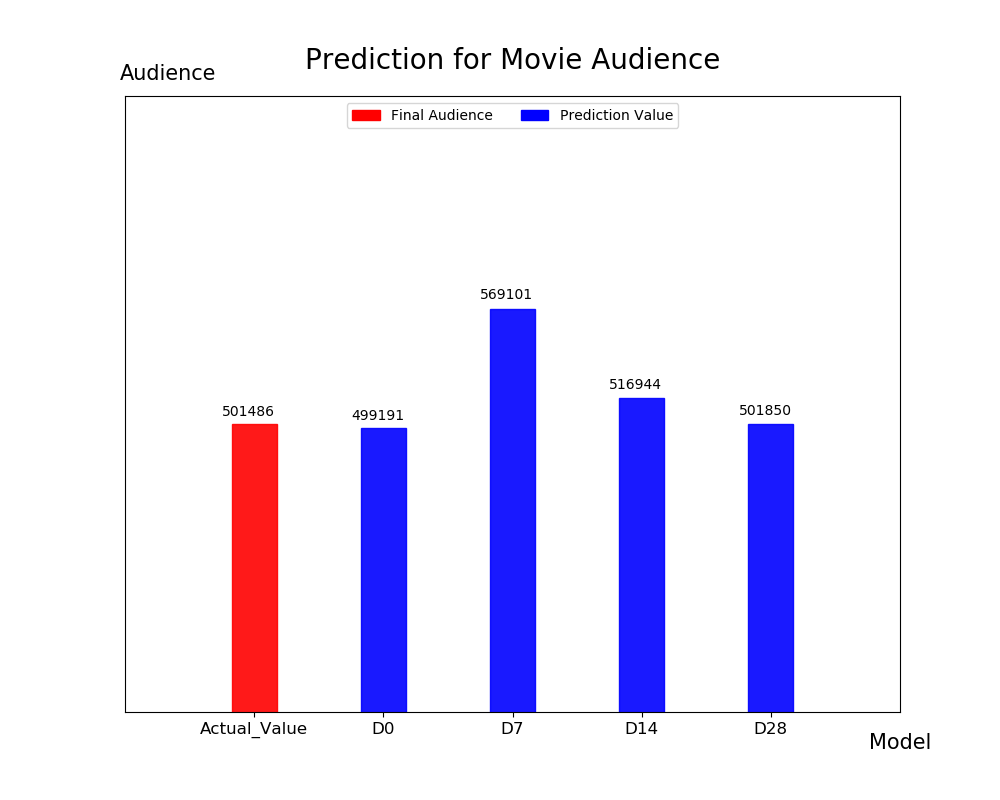 Prediction for Movie Audience
Audience
Final Audience Prediction Value
569101
516944
501486 499191 501850
Actual_Value D0 D7 D14 D28
Model